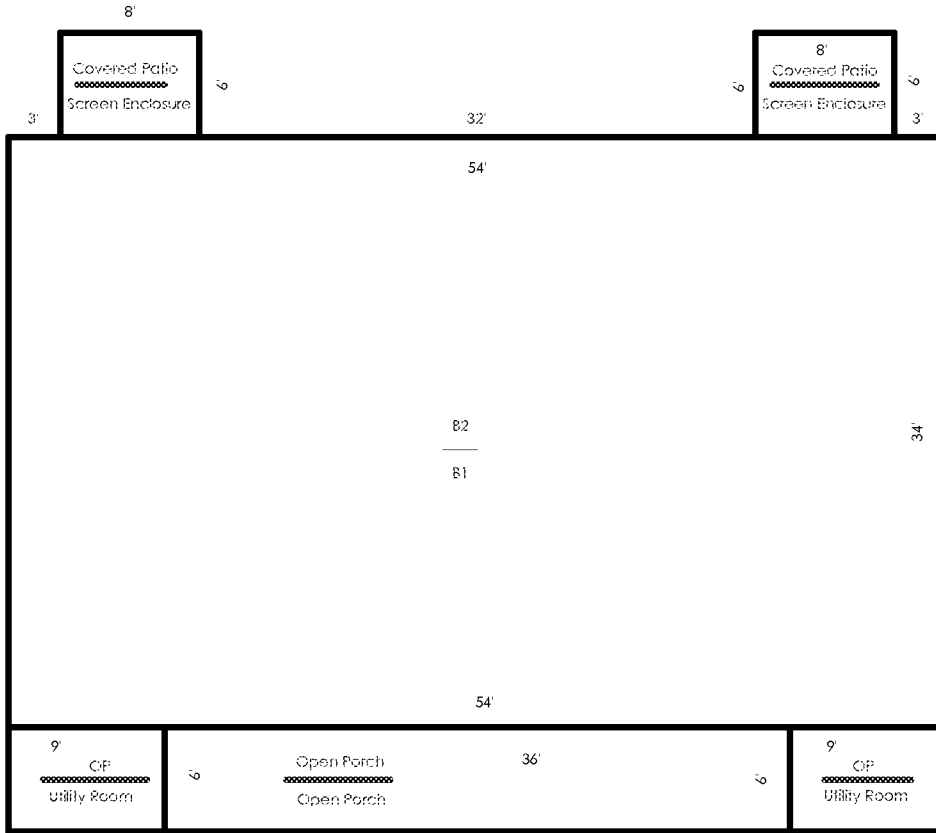 8'
Covered Patio
Screen Enclosure
6'
3'
32'
8'
Covered Patio
Screen Enclosure
6'
6'
3'
54'
B2
B1
34'
54'
9'
OP
Utility Room
6'
Open Porch
Open Porch
36'
6'
9'
OP
Utility Room